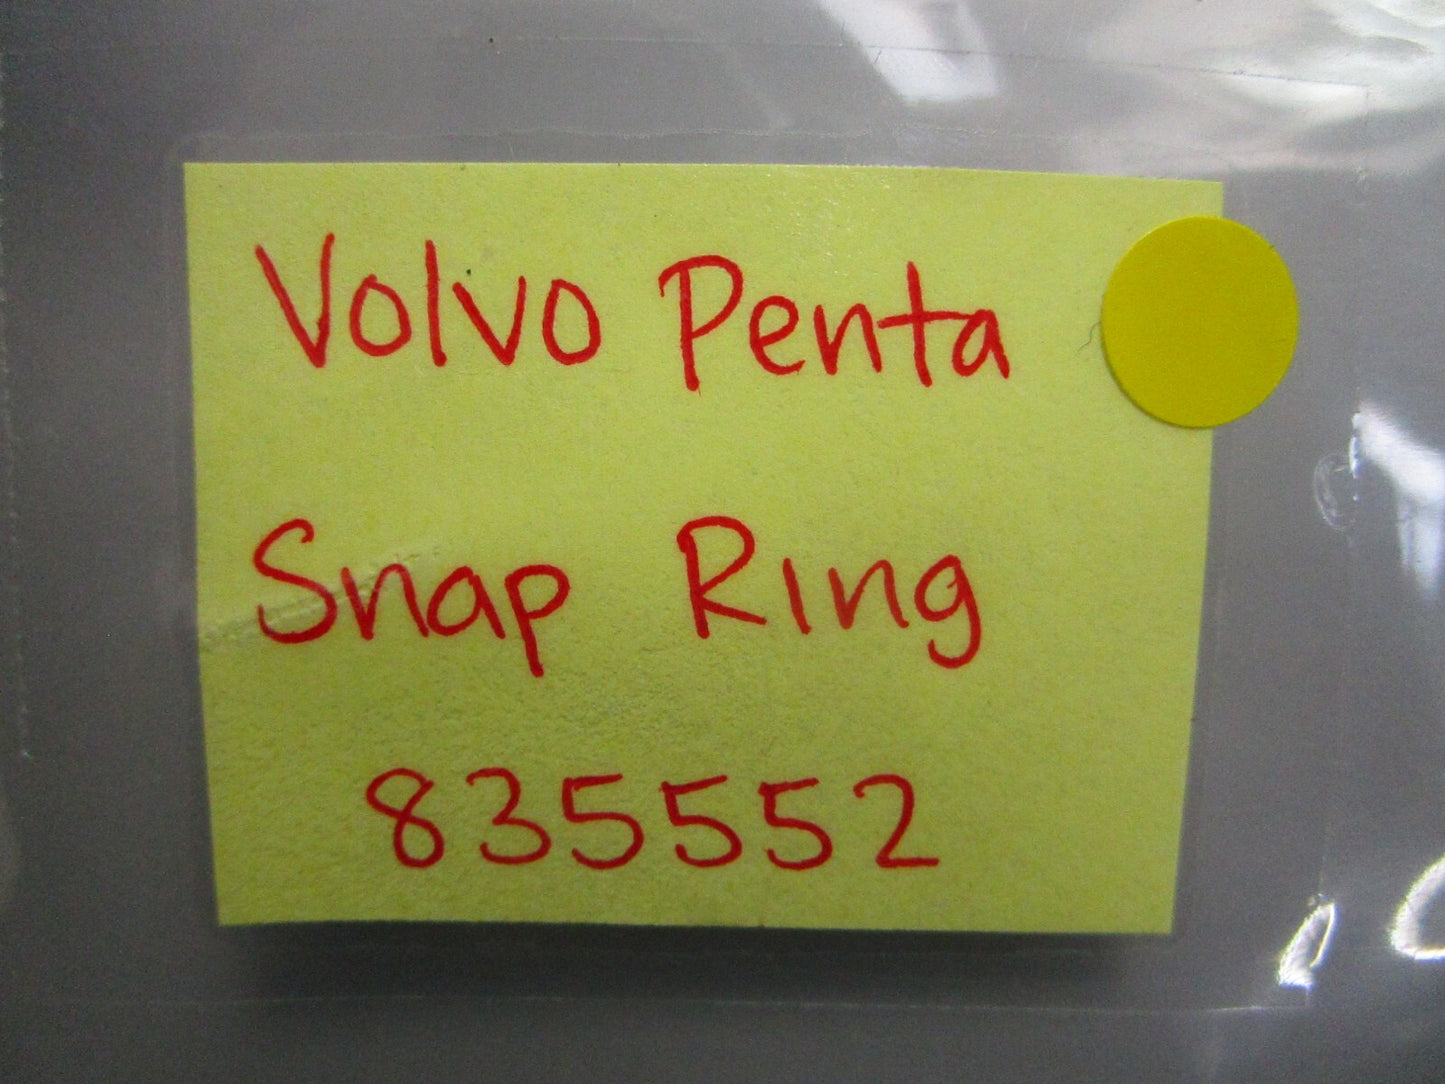 Volvo Penta
Snap Ring
835552